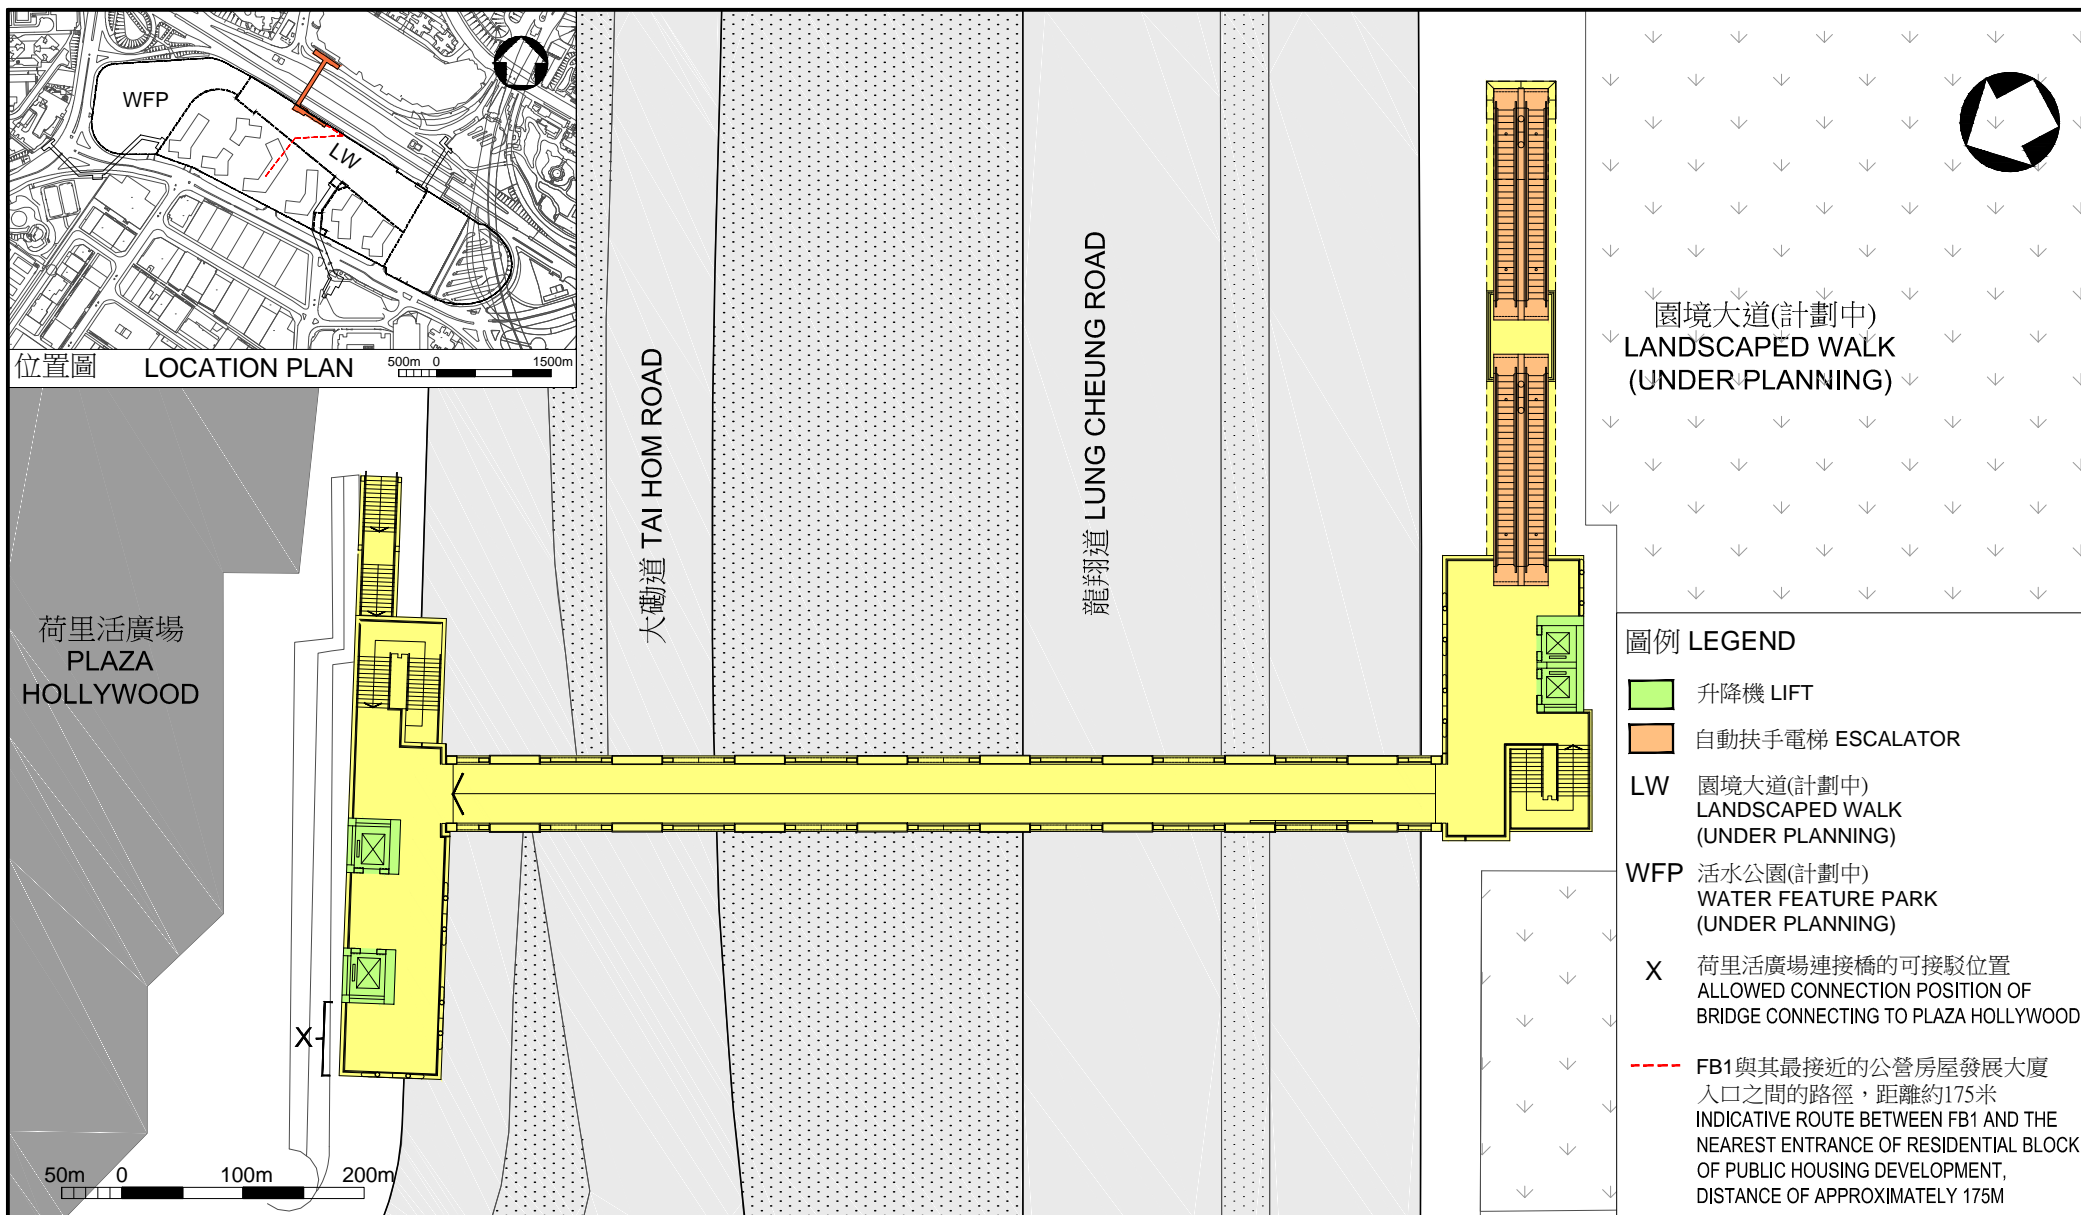 WFP
LW
位置圖 LOCATION PLAN
500m 0 1500m
荷里活廣場
PLAZA
HOLLYWOOD
大磡道 TAI HOM ROAD
龍翔道 LUNG CHEUNG ROAD
園境大道(計劃中)
LANDSCAPED WALK
(UNDER PLANNING)
X
50m 0 100m 200m
圖例 LEGEND
升降機 LIFT
自動扶手電梯 ESCALATOR
LW 園境大道(計劃中)
LANDSCAPED WALK
(UNDER PLANNING)
WFP 活水公園(計劃中)
WATER FEATURE PARK
(UNDER PLANNING)
X 荷里活廣場連接橋的可接駁位置
ALLOWED CONNECTION POSITION OF
BRIDGE CONNECTING TO PLAZA HOLLYWOOD
FB1與其最接近的公營房屋發展大廈
入口之間的路徑，距離約175米
INDICATIVE ROUTE BETWEEN FB1 AND THE
NEAREST ENTRANCE OF RESIDENTIAL BLOCK
OF PUBLIC HOUSING DEVELOPMENT,
DISTANCE OF APPROXIMATELY 175M